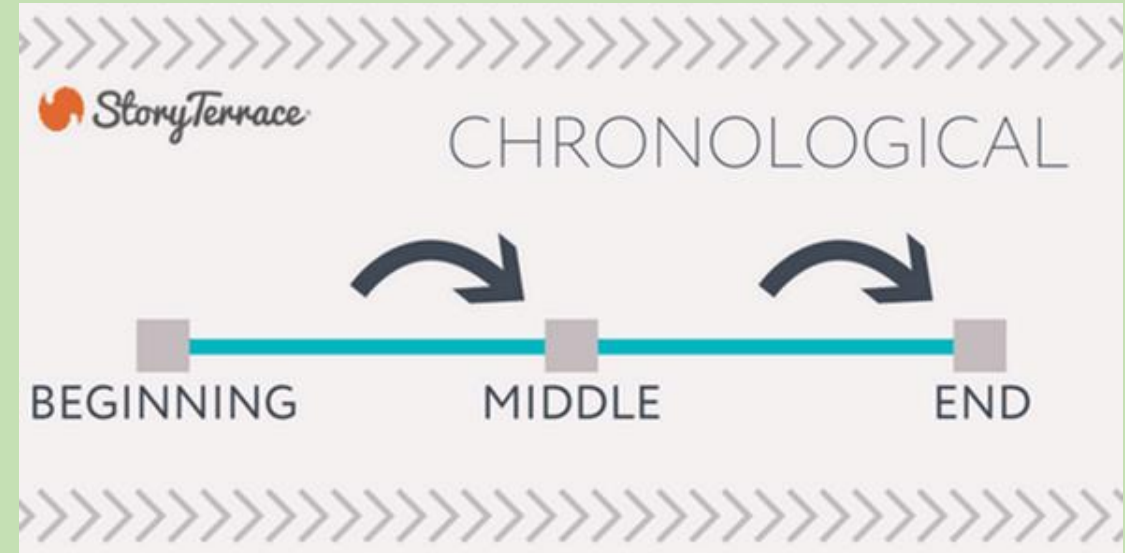 StoryTerrace
CHRONOLOGICAL
BEGINNING MIDDLE END